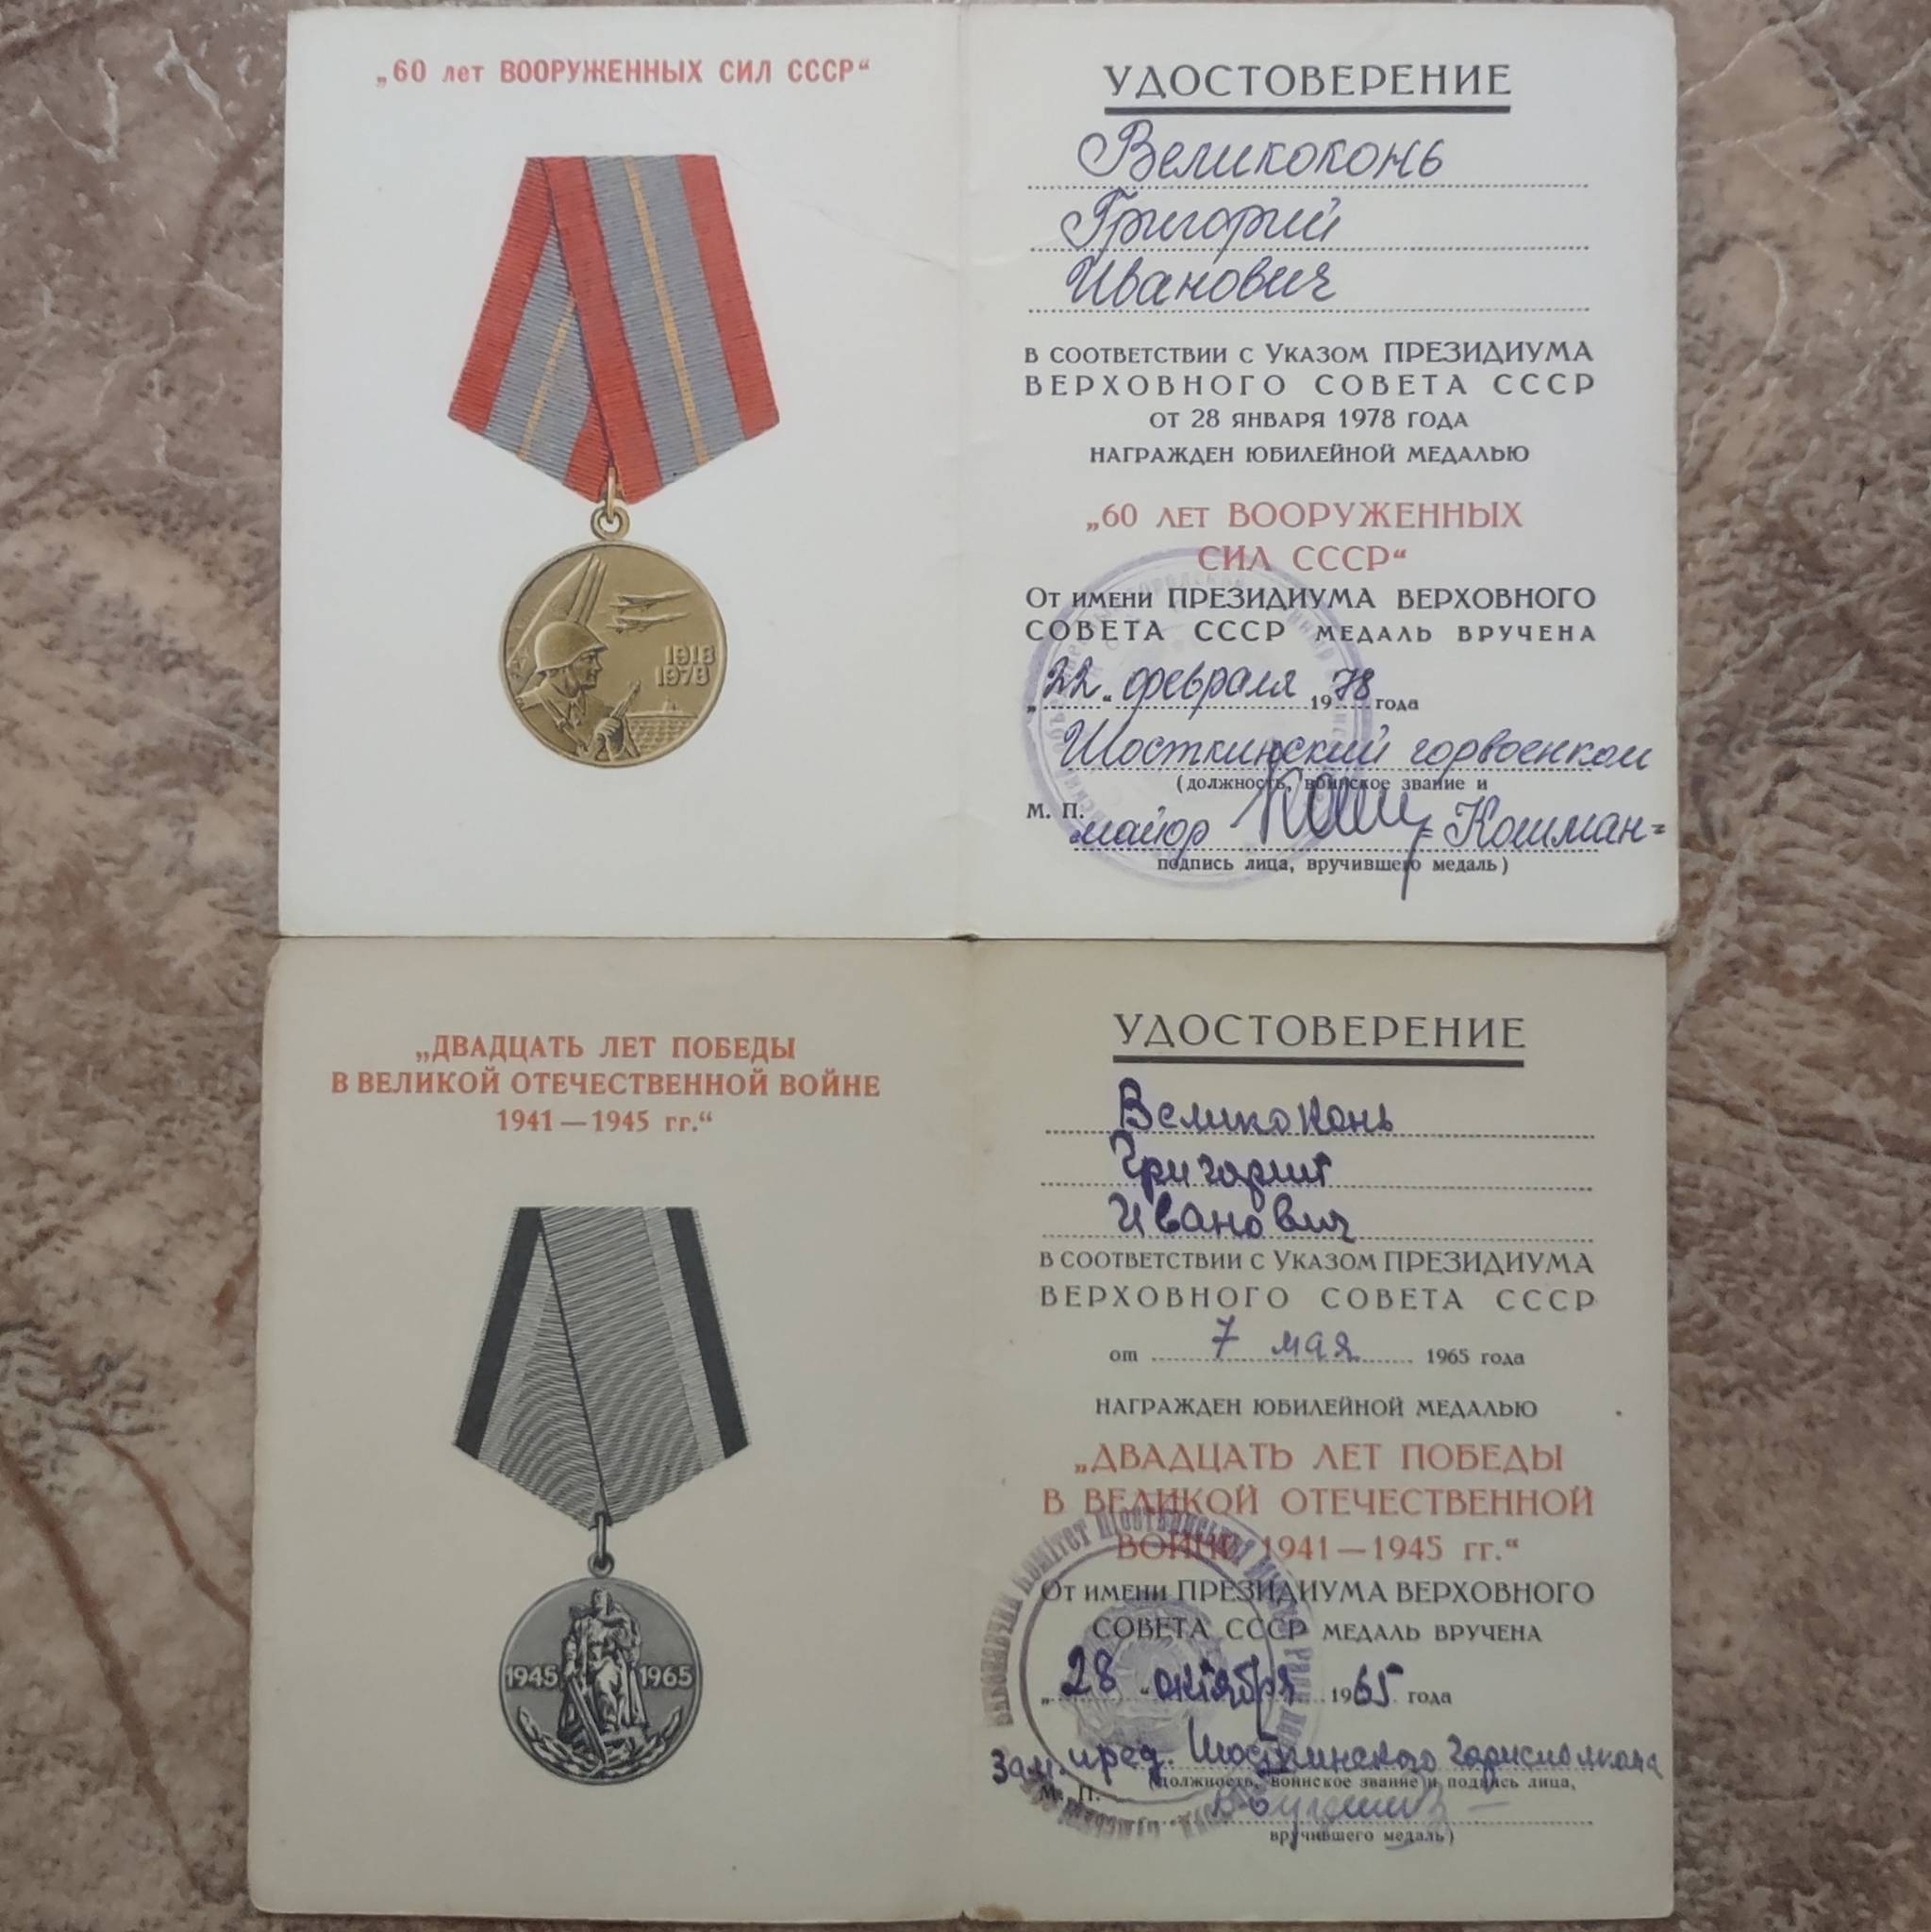 „60 лет ВООРУЖЕННЫХ СИЛ СССР“
1918
1978
УДОСТОВЕРЕНИЕ
Великоконь
Григорий
Иванович
В СООТВЕТСТВИИ С УКАЗОМ ПРЕЗИДИУМА
ВЕРХОВНОГО СОВЕТА СССР
ОТ 28 ЯНВАРЯ 1978 ГОДА
НАГРАЖДЕН ЮБИЛЕЙНОЙ МЕДАЛЬЮ
„60 ЛЕТ ВООРУЖЕННЫХ
СИЛ СССР“
ОТ ИМЕНИ ПРЕЗИДИУМА ВЕРХОВНОГО
СОВЕТА СССР МЕДАЛЬ ВРУЧЕНА
„22“ февраля 1978 года
Шосткинский горвоенком
(должность, воинское звание и
М. П.
майор Кошман=
подпись лица, вручившего медаль)
„ДВАДЦАТЬ ЛЕТ ПОБЕДЫ
В ВЕЛИКОЙ ОТЕЧЕСТВЕННОЙ ВОЙНЕ
1941—1945 гг.“
1945 1965
УДОСТОВЕРЕНИЕ
Великоконь
Григорий
Иванович
В СООТВЕТСТВИИ С УКАЗОМ ПРЕЗИДИУМА
ВЕРХОВНОГО СОВЕТА СССР
от 7 мая 1965 года
НАГРАЖДЕН ЮБИЛЕЙНОЙ МЕДАЛЬЮ
„ДВАДЦАТЬ ЛЕТ ПОБЕДЫ
В ВЕЛИКОЙ ОТЕЧЕСТВЕННОЙ
ВОЙНЕ 1941—1945 гг.“
ОТ ИМЕНИ ПРЕЗИДИУМА ВЕРХОВНОГО
СОВЕТА СССР МЕДАЛЬ ВРУЧЕНА
„28“ октября 1965 года
Зам. пред. Шосткинского горисполкома
(должность, воинское звание и подпись лица,
М. П.
вручившего медаль)